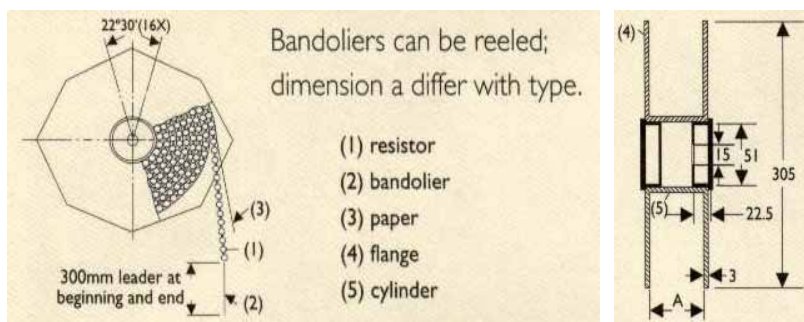 22°30'(16X)
Bandoliers can be reeled;
dimension a differ with type.
(1) resistor
(2) bandolier
(3) paper
(4) flange
(5) cylinder
(3)
(1)
300mm leader at
beginning and end
(2)
(4)
15
51
305
(5)
22.5
3
A